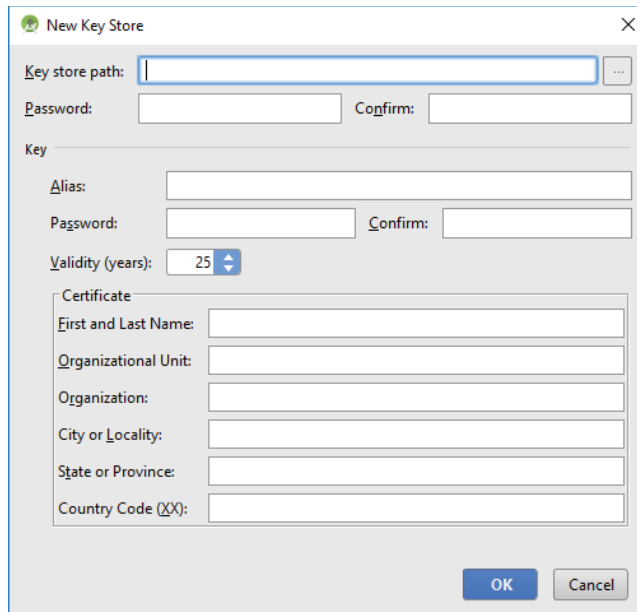 New Key Store
Key store path: ...
Password: Confirm:
Key
Alias:
Password: Confirm:
Validity (years): 25
Certificate
First and Last Name:
Organizational Unit:
Organization:
City or Locality:
State or Province:
Country Code (XX):
OK Cancel